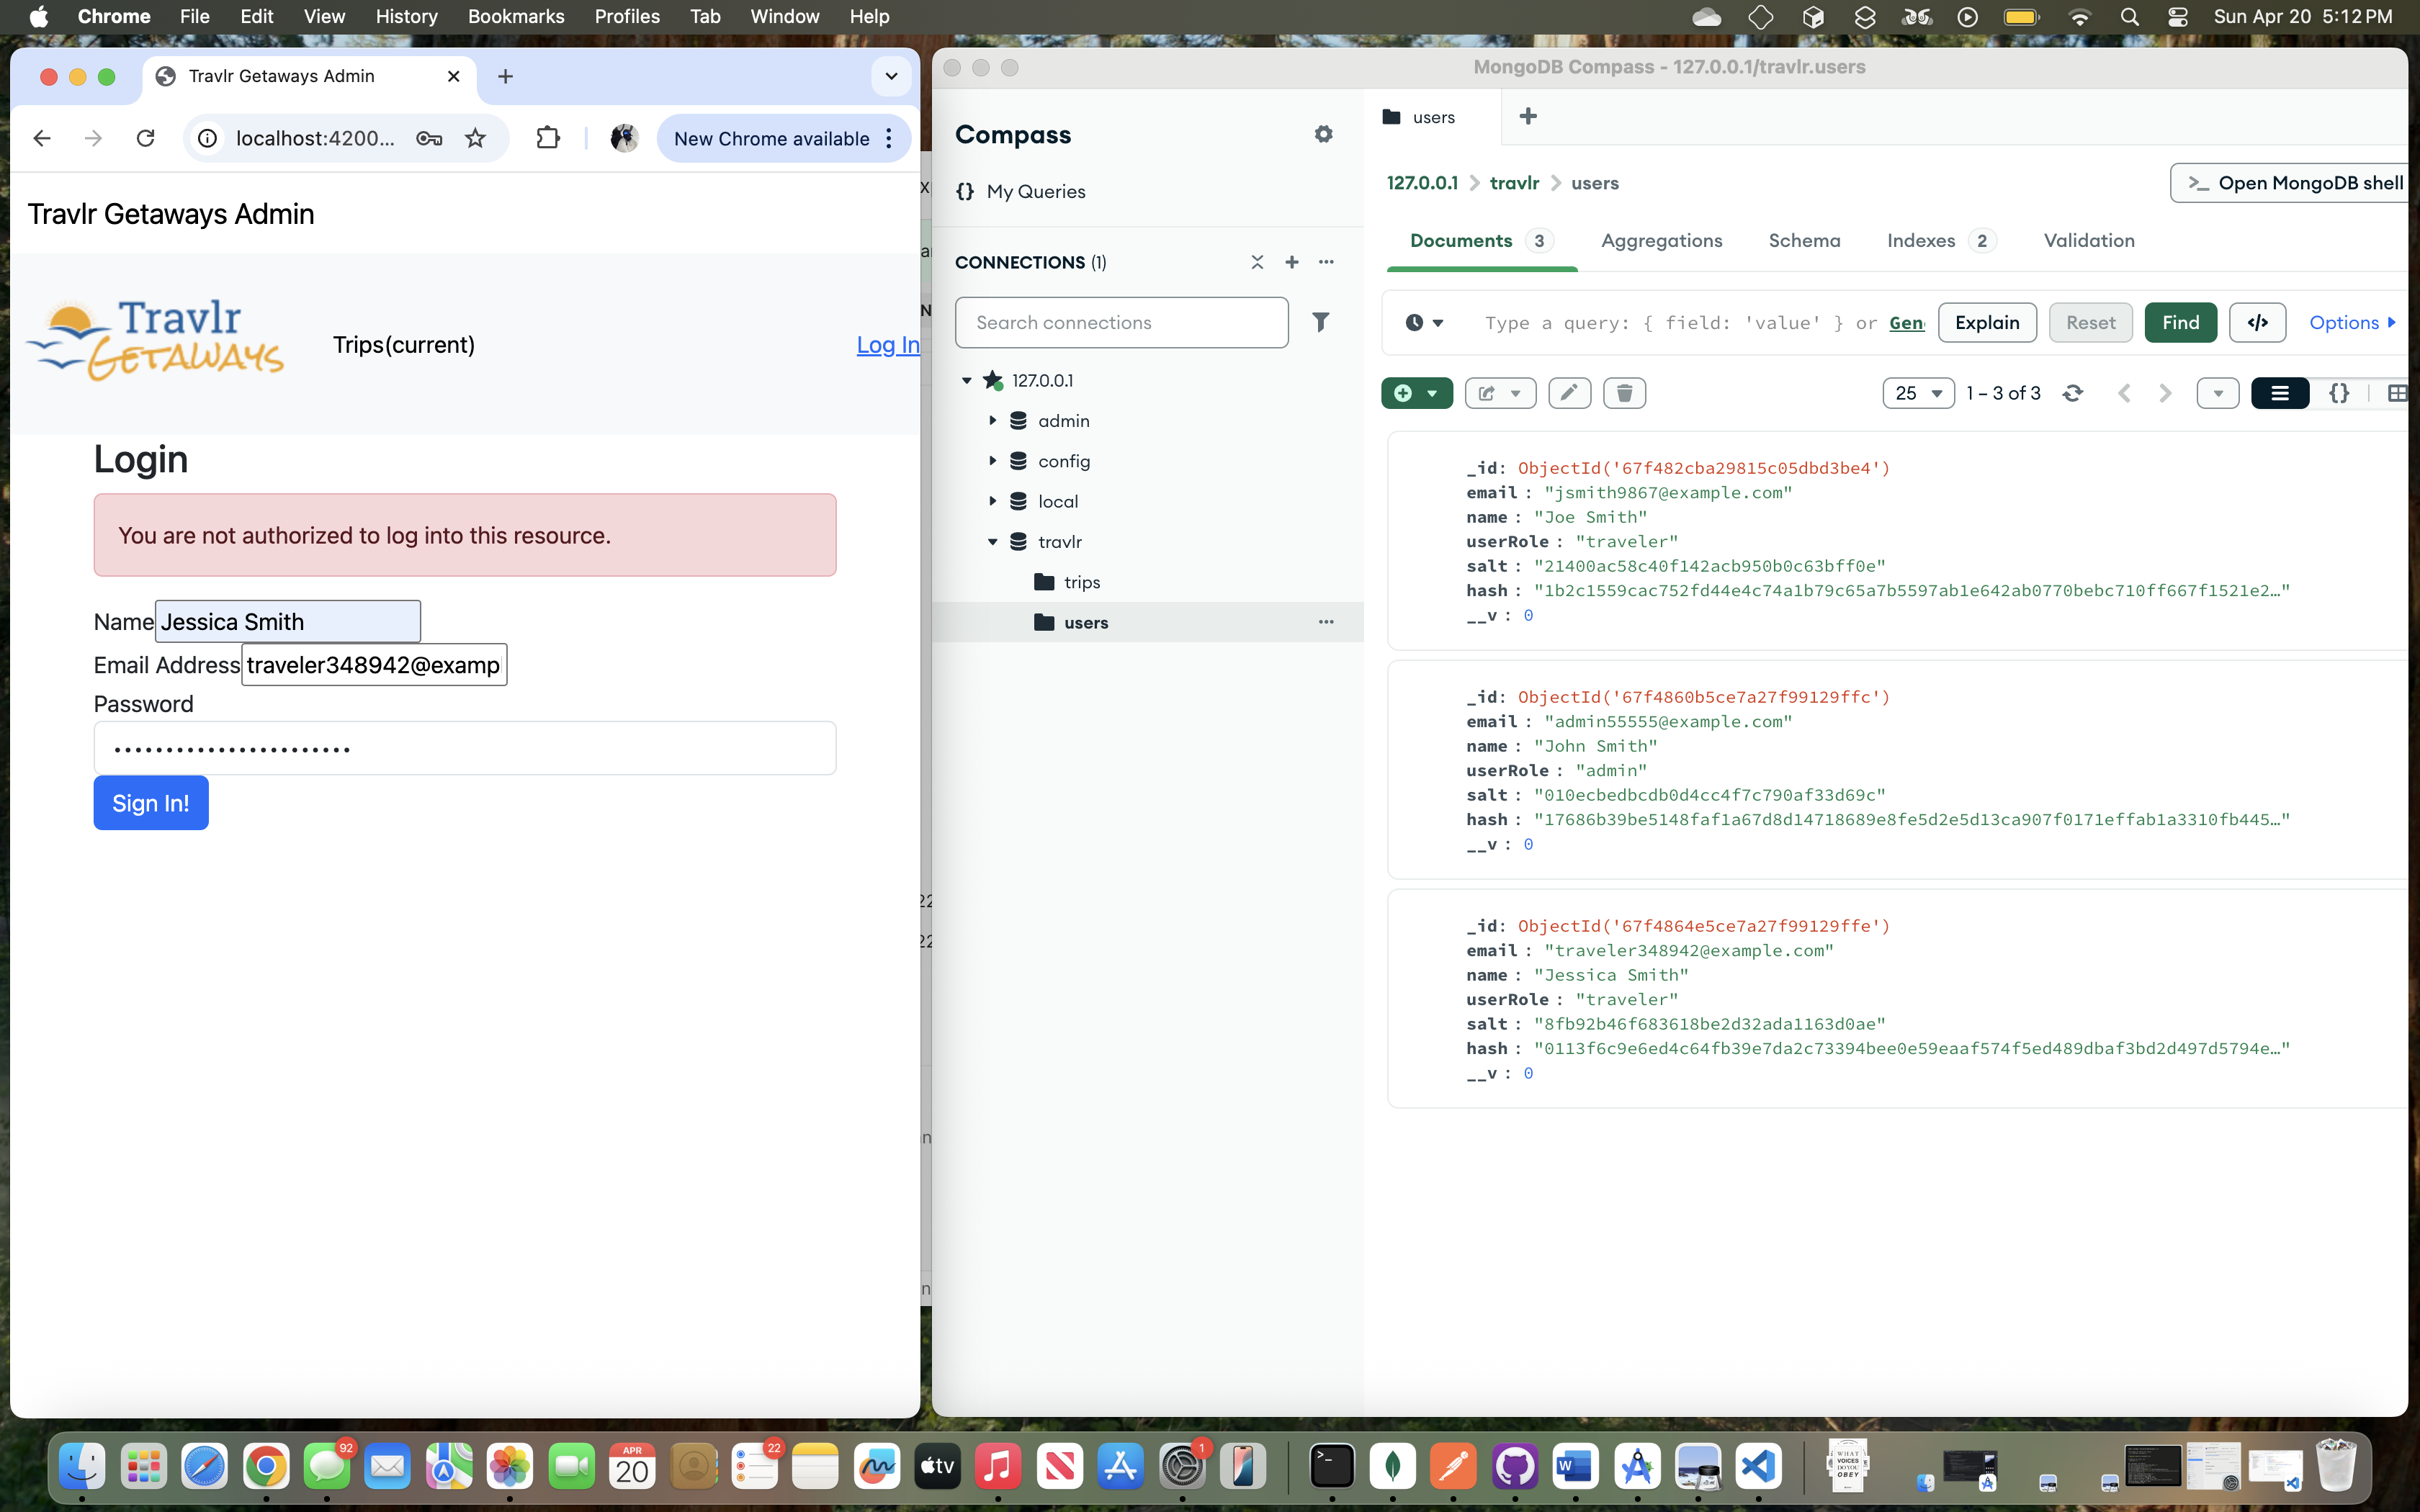 Chrome File Edit View History Bookmarks Profiles Tab Window Help Sun Apr 20 5:12 PM
Travlr Getaways Admin
localhost:4200... New Chrome available
Travlr Getaways Admin
Travlr
GETAWAYS
Trips(current)
Log In
Login
You are not authorized to log into this resource.
Name Jessica Smith
Email Address traveler348942@examp
Password
Sign In!
MongoDB Compass - 127.0.0.1/travlr.users
Compass
{} My Queries
CONNECTIONS (1)
Search connections
127.0.0.1
admin
config
local
travlr
trips
users
users
127.0.0.1 > travlr > users
>_ Open MongoDB shell
Documents 3 Aggregations Schema Indexes 2 Validation
Type a query: { field: 'value' } or Gen Explain Reset Find </> Options
25 1 – 3 of 3 {}
_id: ObjectId('67f482cba29815c05dbd3be4')
email : "jsmith9867@example.com"
name : "Joe Smith"
userRole : "traveler"
salt : "21400ac58c40f142acb950b0c63bff0e"
hash : "1b2c1559cac752fd44e4c74a1b79c65a7b5597ab1e642ab0770bebc710ff667f1521e2…"
__v : 0
_id: ObjectId('67f4860b5ce7a27f99129ffc')
email : "admin55555@example.com"
name : "John Smith"
userRole : "admin"
salt : "010ecbedbcdb0d4cc4f7c790af33d69c"
hash : "17686b39be5148faf1a67d8d14718689e8fe5d2e5d13ca907f0171effab1a3310fb445…"
__v : 0
_id: ObjectId('67f4864e5ce7a27f99129ffe')
email : "traveler348942@example.com"
name : "Jessica Smith"
userRole : "traveler"
salt : "8fb92b46f683618be2d32ada1163d0ae"
hash : "0113f6c9e6ed4c64fb39e7da2c73394bee0e59eaaf574f5ed489dbaf3bd2d497d5794e…"
__v : 0
92
APR
20
22
tv
1
WHAT
VOICES
DO YOU
OBEY